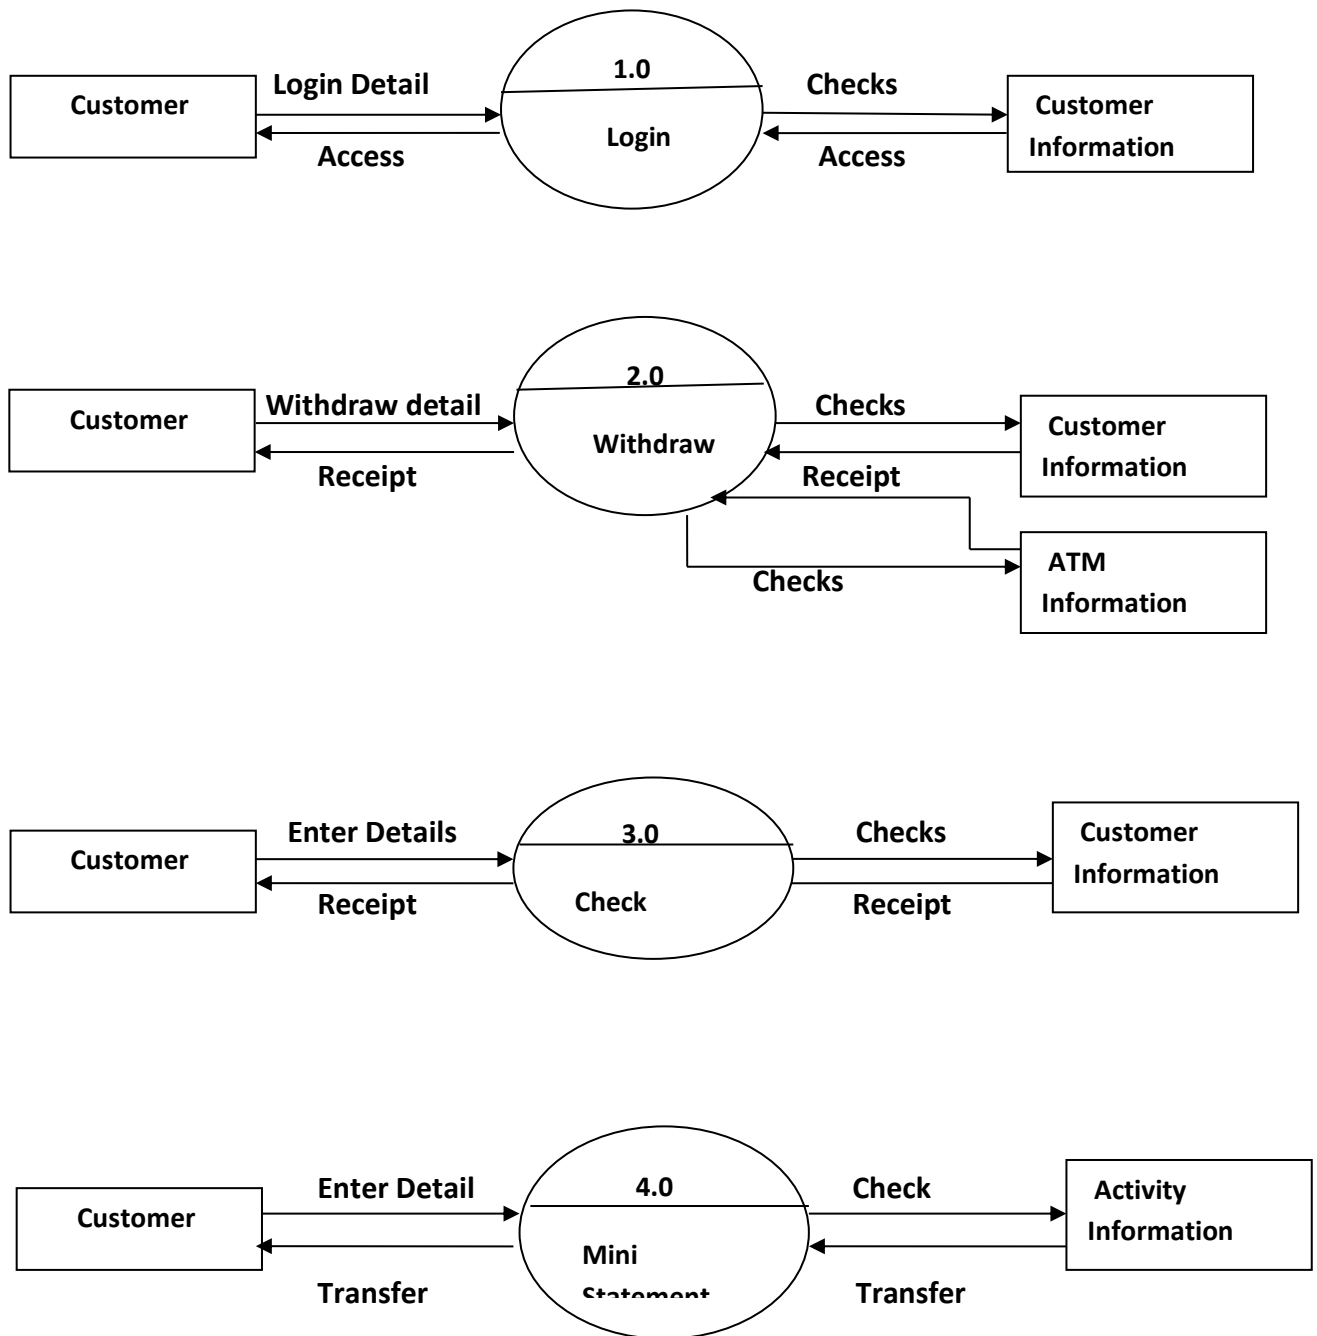 1.0
Login Detail
Checks
Customer
Customer
Login
Information
Access
Access
2.0
Withdraw detail
Checks
Customer
Customer
Withdraw
Information
Receipt
Receipt
ATM
Checks
Information
Enter Details
3.0
Checks
Customer
Customer
Information
Receipt
Check
Receipt
Enter Detail
4.0
Check
Activity
Customer
Information
Mini
Statement
Transfer
Transfer